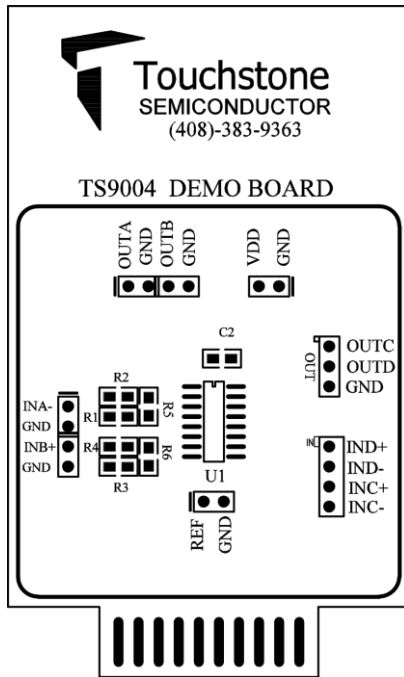 Touchstone
SEMICONDUCTOR
(408)-383-9363
TS9004 DEMO BOARD
OUTA
GND
OUTB
GND
VDD
GND
C2
OUTC
OUTD
GND
OUT
R2
R1
R5
INA-
GND
INB+
GND
R4
R6
R3
U1
IN
IND+
IND-
INC+
INC-
REF
GND